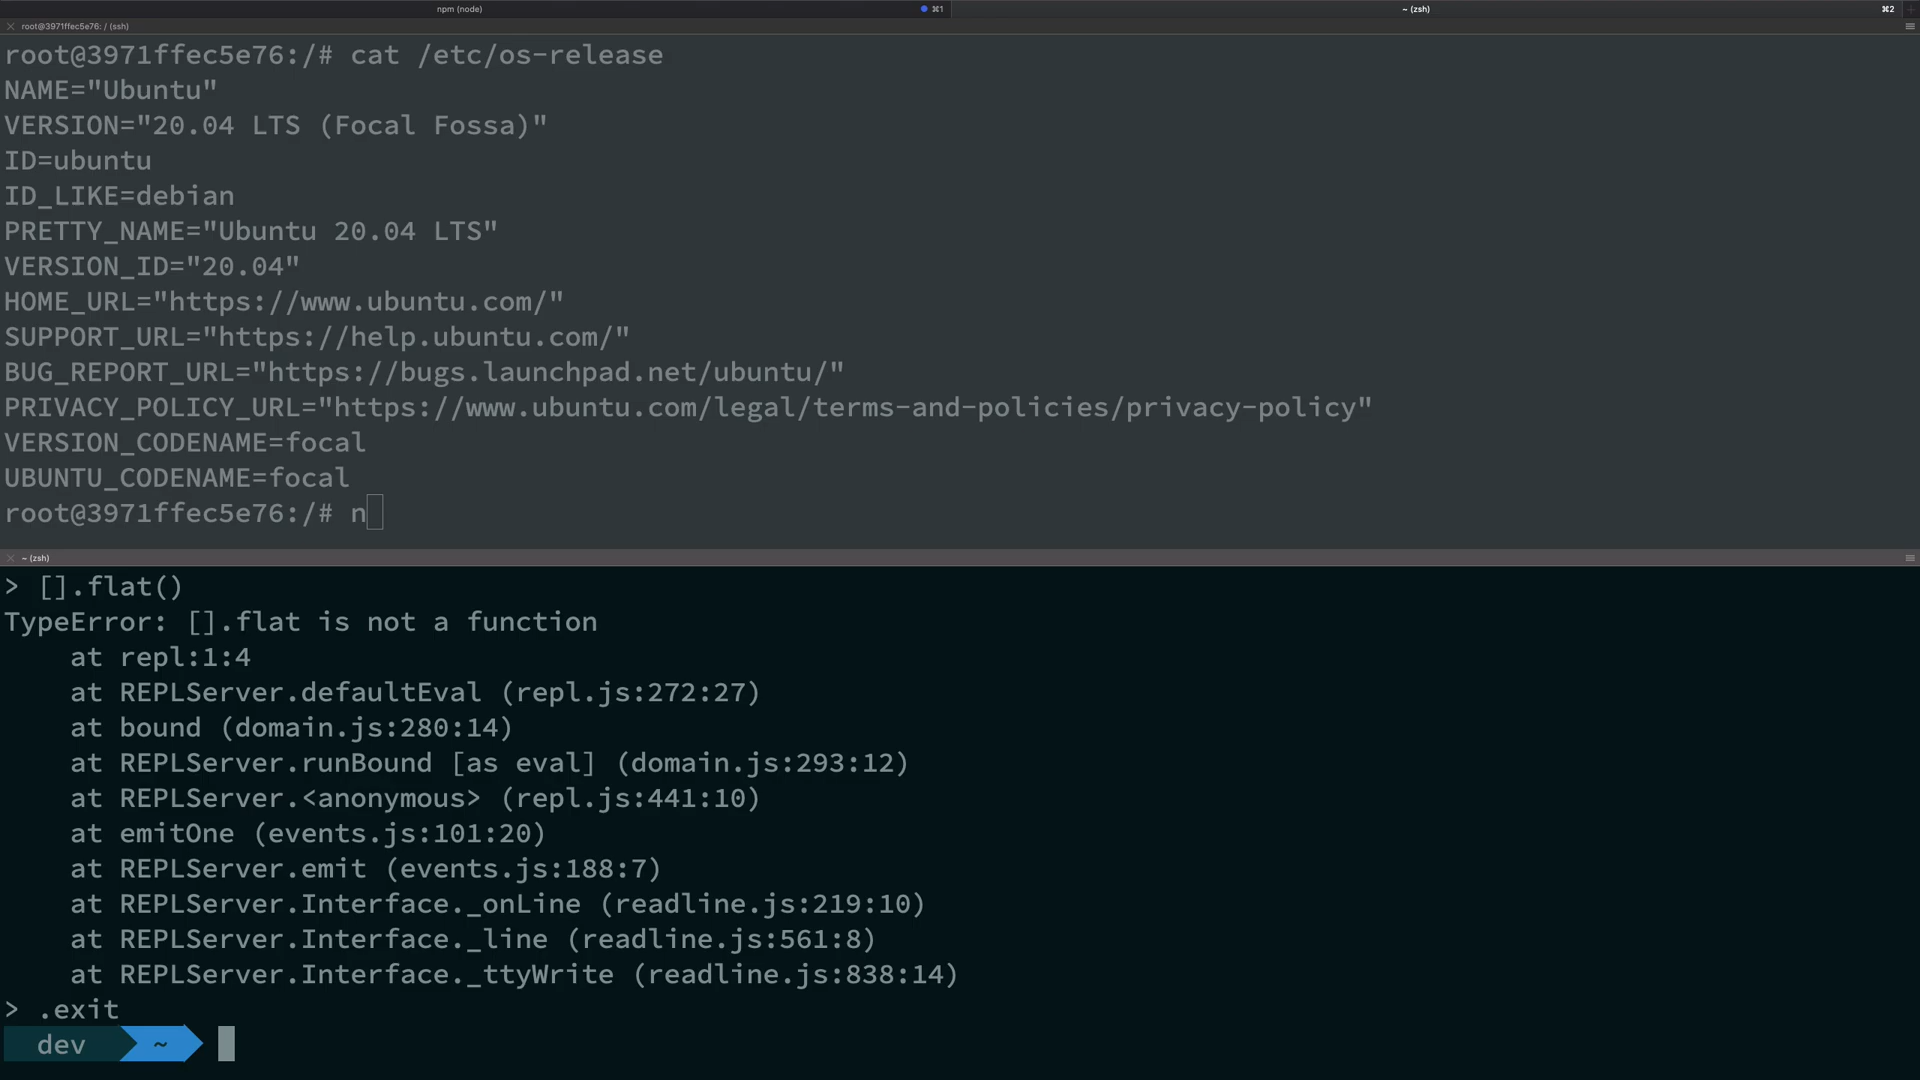 npm (node)
⌘1
~ (zsh)
⌘2
root@3971ffec5e76: / (ssh)
root@3971ffec5e76:/# cat /etc/os-release
NAME="Ubuntu"
VERSION="20.04 LTS (Focal Fossa)"
ID=ubuntu
ID_LIKE=debian
PRETTY_NAME="Ubuntu 20.04 LTS"
VERSION_ID="20.04"
HOME_URL="https://www.ubuntu.com/"
SUPPORT_URL="https://help.ubuntu.com/"
BUG_REPORT_URL="https://bugs.launchpad.net/ubuntu/"
PRIVACY_POLICY_URL="https://www.ubuntu.com/legal/terms-and-policies/privacy-policy"
VERSION_CODENAME=focal
UBUNTU_CODENAME=focal
root@3971ffec5e76:/# n
~ (zsh)
> [].flat()
TypeError: [].flat is not a function
    at repl:1:4
    at REPLServer.defaultEval (repl.js:272:27)
    at bound (domain.js:280:14)
    at REPLServer.runBound [as eval] (domain.js:293:12)
    at REPLServer.<anonymous> (repl.js:441:10)
    at emitOne (events.js:101:20)
    at REPLServer.emit (events.js:188:7)
    at REPLServer.Interface._onLine (readline.js:219:10)
    at REPLServer.Interface._line (readline.js:561:8)
    at REPLServer.Interface._ttyWrite (readline.js:838:14)
> .exit
dev ~